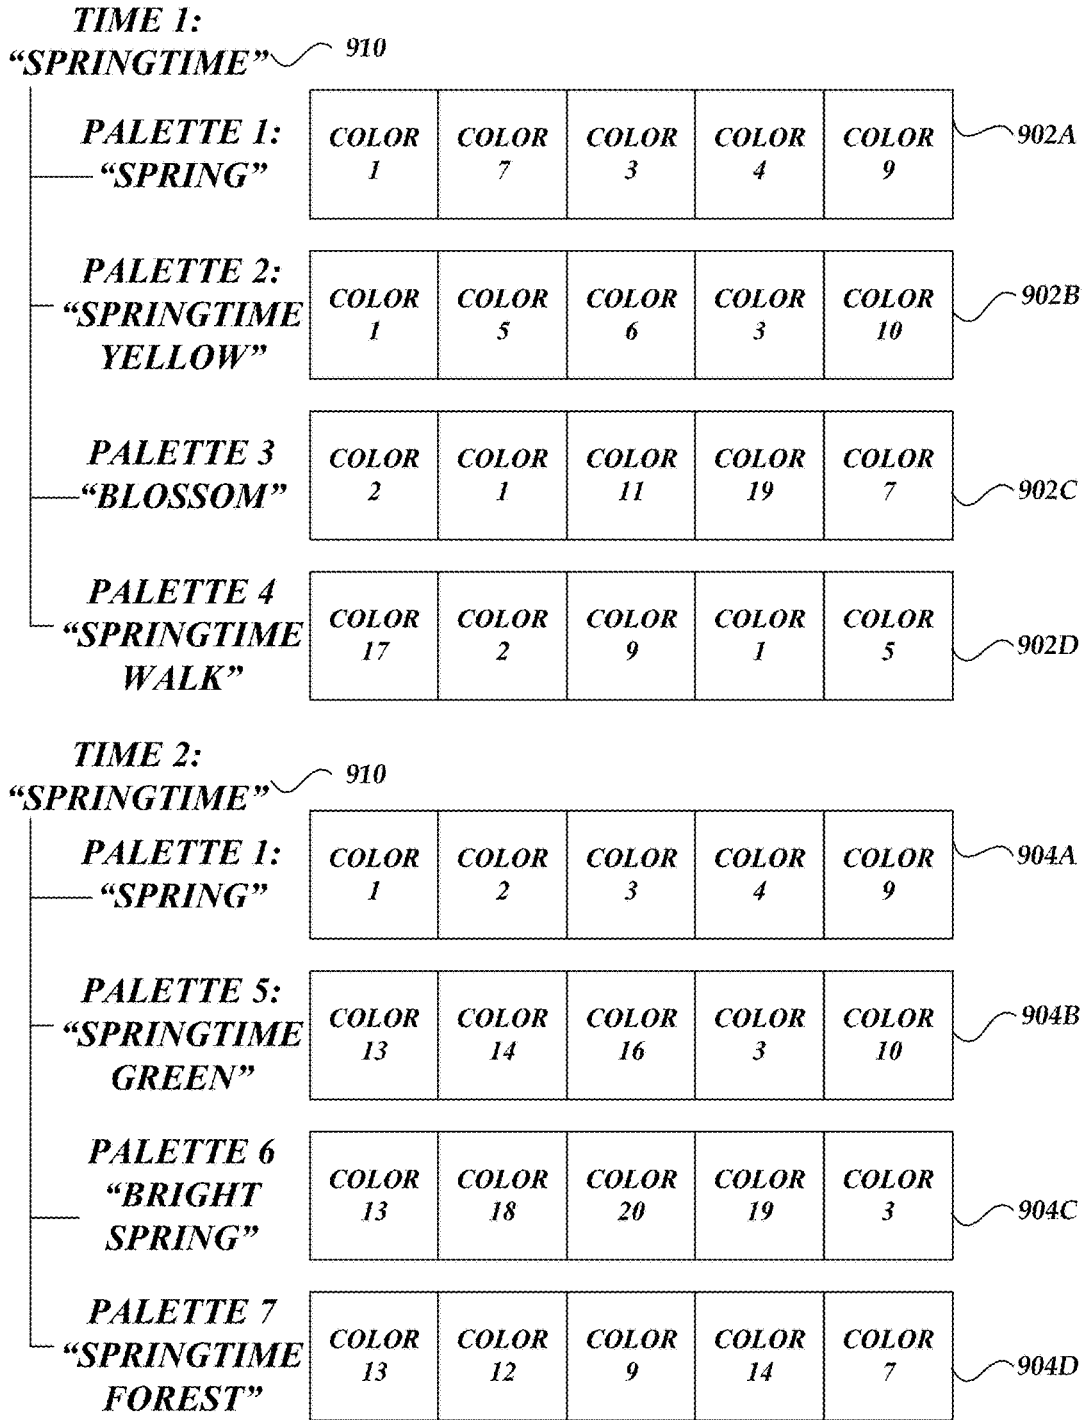 TIME 1:
“SPRINGTIME” 910
PALETTE 1:
“SPRING”
COLOR COLOR COLOR COLOR COLOR
1 7 3 4 9
902A
PALETTE 2:
“SPRINGTIME
YELLOW”
COLOR COLOR COLOR COLOR COLOR
1 5 6 3 10
902B
PALETTE 3
“BLOSSOM”
COLOR COLOR COLOR COLOR COLOR
2 1 11 19 7
902C
PALETTE 4
“SPRINGTIME
WALK”
COLOR COLOR COLOR COLOR COLOR
17 2 9 1 5
902D
TIME 2:
“SPRINGTIME” 910
PALETTE 1:
“SPRING”
COLOR COLOR COLOR COLOR COLOR
1 2 3 4 9
904A
PALETTE 5:
“SPRINGTIME
GREEN”
COLOR COLOR COLOR COLOR COLOR
13 14 16 3 10
904B
PALETTE 6
“BRIGHT
SPRING”
COLOR COLOR COLOR COLOR COLOR
13 18 20 19 3
904C
PALETTE 7
“SPRINGTIME
FOREST”
COLOR COLOR COLOR COLOR COLOR
13 12 9 14 7
904D